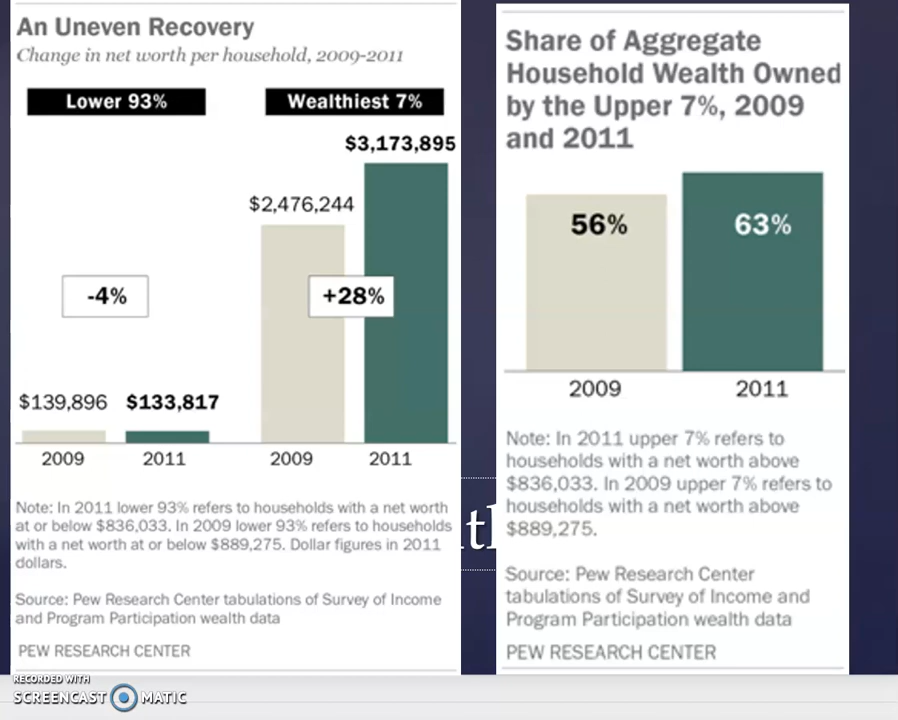 An Uneven Recovery
Change in net worth per household, 2009-2011
Lower 93%
Wealthiest 7%
$3,173,895
$2,476,244
-4%
+28%
$139,896
$133,817
2009
2011
2009
2011
Note: In 2011 lower 93% refers to households with a net worth
at or below $836,033. In 2009 lower 93% refers to households
with a net worth at or below $889,275. Dollar figures in 2011
dollars.
Source: Pew Research Center tabulations of Survey of Income
and Program Participation wealth data
PEW RESEARCH CENTER
Share of Aggregate
Household Wealth Owned
by the Upper 7%, 2009
and 2011
56%
63%
2009
2011
Note: In 2011 upper 7% refers to
households with a net worth above
$836,033. In 2009 upper 7% refers to
households with a net worth above
$889,275.
Source: Pew Research Center
tabulations of Survey of Income and
Program Participation wealth data
PEW RESEARCH CENTER
RECORDED WITH
SCREENCAST MATIC